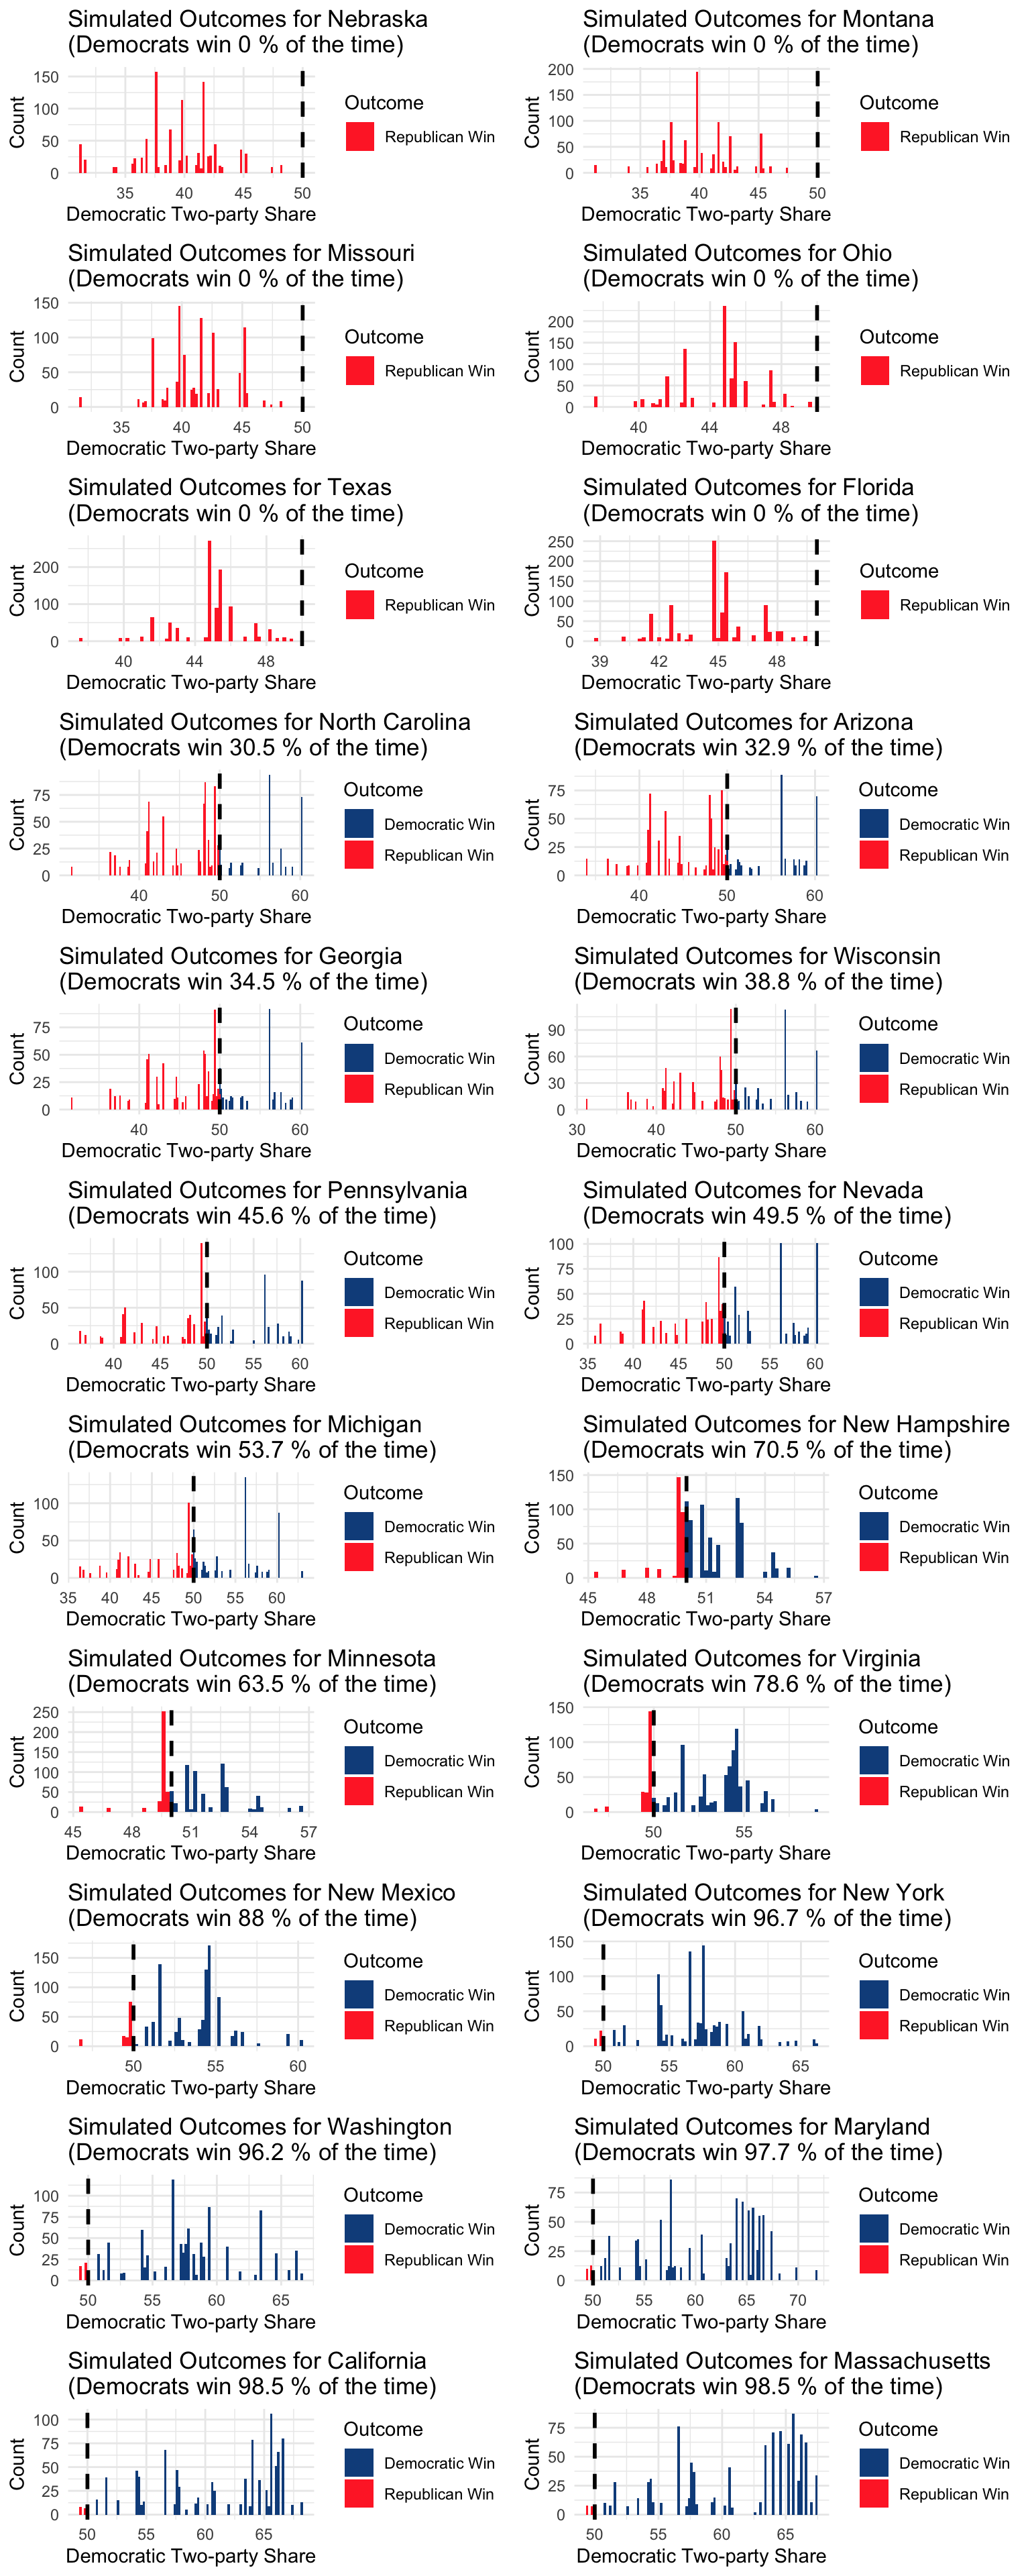 Simulated Outcomes for Nebraska
(Democrats win 0 % of the time)
150
100
50
0
Count
35
40
45
50
Democratic Two-party Share
Outcome
Republican Win
Simulated Outcomes for Montana
(Democrats win 0 % of the time)
200
150
100
50
0
Count
35
40
45
50
Democratic Two-party Share
Outcome
Republican Win
Simulated Outcomes for Missouri
(Democrats win 0 % of the time)
150
100
50
0
Count
35
40
45
50
Democratic Two-party Share
Outcome
Republican Win
Simulated Outcomes for Ohio
(Democrats win 0 % of the time)
200
150
100
50
0
Count
40
44
48
Democratic Two-party Share
Outcome
Republican Win
Simulated Outcomes for Texas
(Democrats win 0 % of the time)
200
100
0
Count
40
44
48
Democratic Two-party Share
Outcome
Republican Win
Simulated Outcomes for Florida
(Democrats win 0 % of the time)
250
200
150
100
50
0
Count
39
42
45
48
Democratic Two-party Share
Outcome
Republican Win
Simulated Outcomes for North Carolina
(Democrats win 30.5 % of the time)
75
50
25
0
Count
40
50
60
Democratic Two-party Share
Outcome
Democratic Win
Republican Win
Simulated Outcomes for Arizona
(Democrats win 32.9 % of the time)
75
50
25
0
Count
40
50
60
Democratic Two-party Share
Outcome
Democratic Win
Republican Win
Simulated Outcomes for Georgia
(Democrats win 34.5 % of the time)
75
50
25
0
Count
40
50
60
Democratic Two-party Share
Outcome
Democratic Win
Republican Win
Simulated Outcomes for Wisconsin
(Democrats win 38.8 % of the time)
90
60
30
0
Count
30
40
50
60
Democratic Two-party Share
Outcome
Democratic Win
Republican Win
Simulated Outcomes for Pennsylvania
(Democrats win 45.6 % of the time)
100
50
0
Count
40
45
50
55
60
Democratic Two-party Share
Outcome
Democratic Win
Republican Win
Simulated Outcomes for Nevada
(Democrats win 49.5 % of the time)
100
75
50
25
0
Count
35
40
45
50
55
60
Democratic Two-party Share
Outcome
Democratic Win
Republican Win
Simulated Outcomes for Michigan
(Democrats win 53.7 % of the time)
100
50
0
Count
35
40
45
50
55
60
Democratic Two-party Share
Outcome
Democratic Win
Republican Win
Simulated Outcomes for New Hampshire
(Democrats win 70.5 % of the time)
150
100
50
0
Count
45
48
51
54
57
Democratic Two-party Share
Outcome
Democratic Win
Republican Win
Simulated Outcomes for Minnesota
(Democrats win 63.5 % of the time)
250
200
150
100
50
0
Count
45
48
51
54
57
Democratic Two-party Share
Outcome
Democratic Win
Republican Win
Simulated Outcomes for Virginia
(Democrats win 78.6 % of the time)
150
100
50
0
Count
50
55
Democratic Two-party Share
Outcome
Democratic Win
Republican Win
Simulated Outcomes for New Mexico
(Democrats win 88 % of the time)
150
100
50
0
Count
50
55
60
Democratic Two-party Share
Outcome
Democratic Win
Republican Win
Simulated Outcomes for New York
(Democrats win 96.7 % of the time)
150
100
50
0
Count
50
55
60
65
Democratic Two-party Share
Outcome
Democratic Win
Republican Win
Simulated Outcomes for Washington
(Democrats win 96.2 % of the time)
100
75
50
25
0
Count
50
55
60
65
Democratic Two-party Share
Outcome
Democratic Win
Republican Win
Simulated Outcomes for Maryland
(Democrats win 97.7 % of the time)
75
50
25
0
Count
50
55
60
65
70
Democratic Two-party Share
Outcome
Democratic Win
Republican Win
Simulated Outcomes for California
(Democrats win 98.5 % of the time)
100
75
50
25
0
Count
50
55
60
65
Democratic Two-party Share
Outcome
Democratic Win
Republican Win
Simulated Outcomes for Massachusetts
(Democrats win 98.5 % of the time)
75
50
25
0
Count
50
55
60
65
Democratic Two-party Share
Outcome
Democratic Win
Republican Win